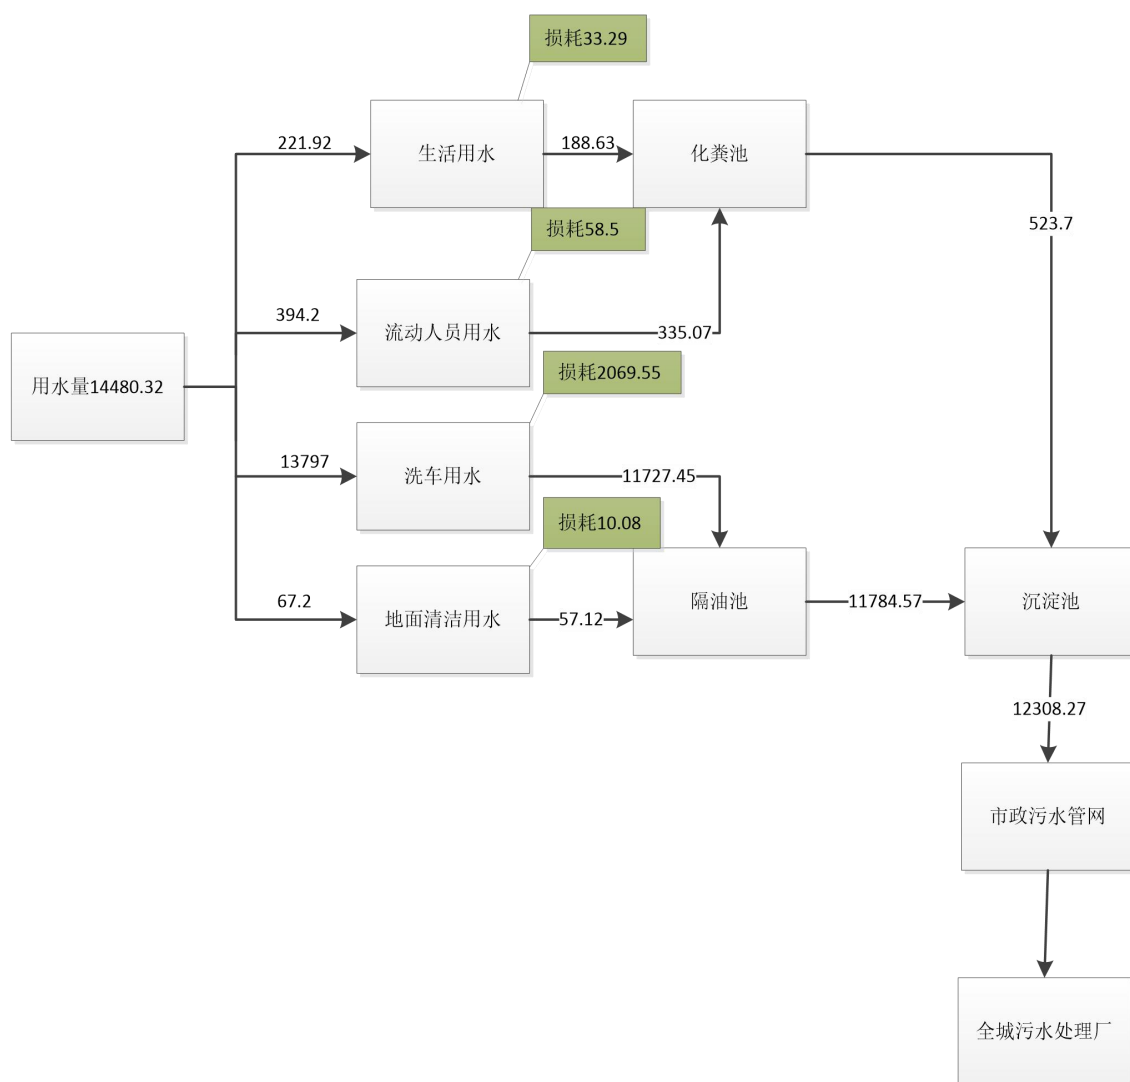 损耗33.29
221.92
生活用水
188.63
化粪池
损耗58.5
523.7
394.2
流动人员用水
335.07
用水量14480.32
损耗2069.55
13797
洗车用水
11727.45
损耗10.08
67.2
地面清洁用水
57.12
隔油池
11784.57
沉淀池
12308.27
市政污水管网
全城污水处理厂